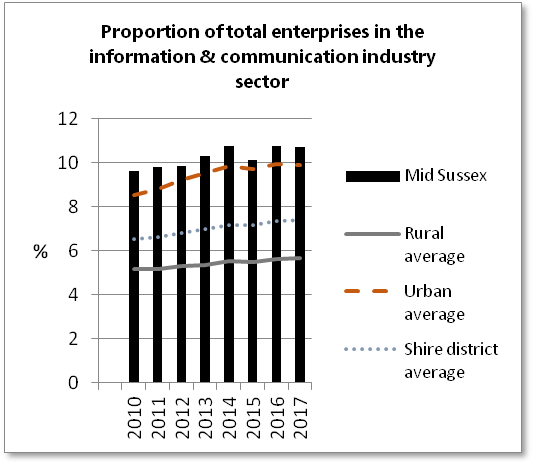 Proportion of total enterprises in the
information & communication industry
sector
12
10
8
6
4
2
0
%
2010
2011
2012
2013
2014
2015
2016
2017
Mid Sussex
Rural
average
Urban
average
Shire district
average